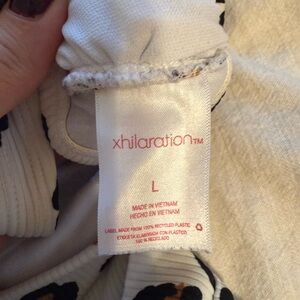 xhilaration™
L
MADE IN VIETNAM
HECHO EN VIETNAM
LABEL MADE FROM 100% RECYCLED PLASTIC
ETIQUETA ELABORADA CON PLÁSTICO
100 % RECICLADO